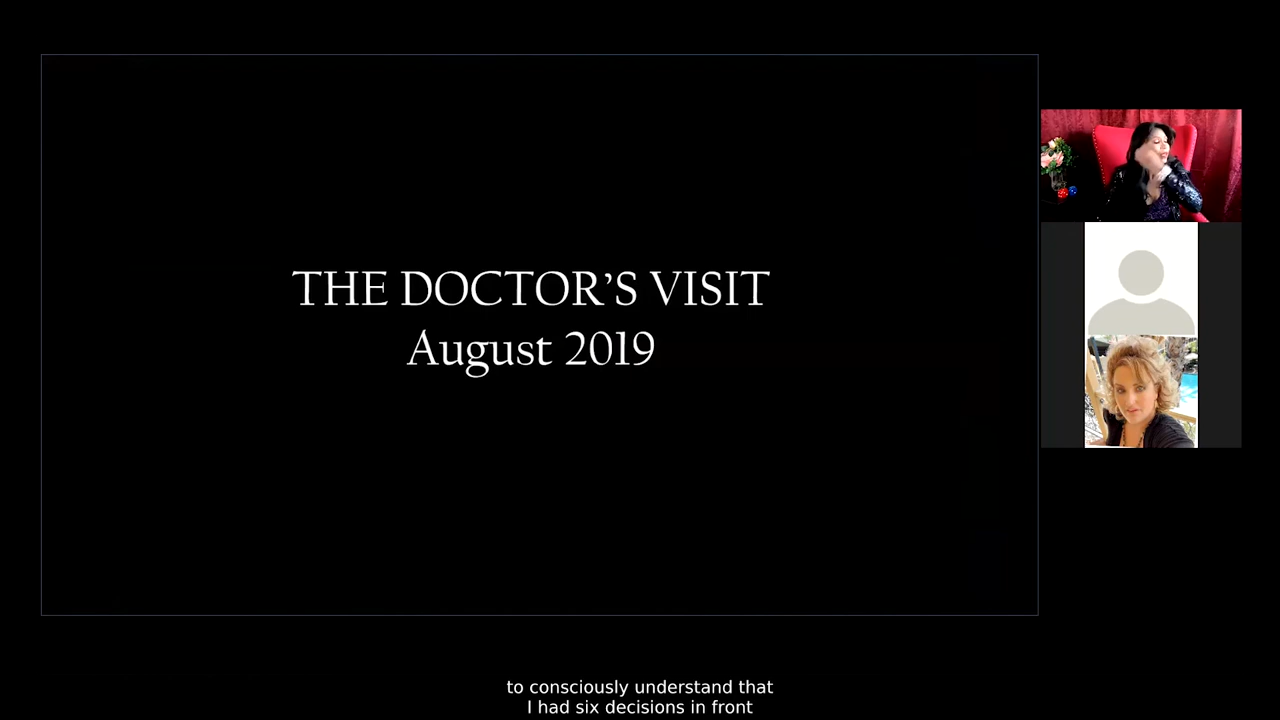 THE DOCTOR’S VISIT
August 2019
to consciously understand that
I had six decisions in front